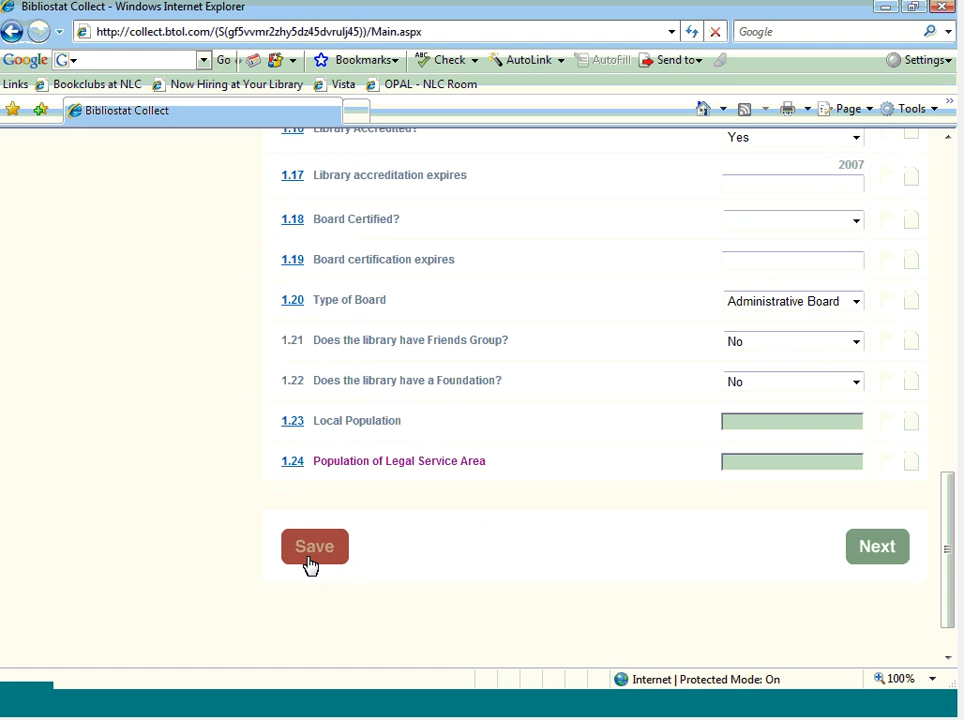 Bibliostat Collect - Windows Internet Explorer
http://collect.btol.com/(S(gf5vvmr2zhy5dz45dvrulj45))/Main.aspx
Google
Google G Go Bookmarks ABC Check AutoLink AutoFill Send to Settings
Links Bookclubs at NLC Now Hiring at Your Library Vista OPAL - NLC Room
Bibliostat Collect Page Tools
1.16 Library Accredited? Yes
2007
1.17 Library accreditation expires
1.18 Board Certified?
1.19 Board certification expires
1.20 Type of Board Administrative Board
1.21 Does the library have Friends Group? No
1.22 Does the library have a Foundation? No
1.23 Local Population
1.24 Population of Legal Service Area
Save Next
Internet | Protected Mode: On 100%